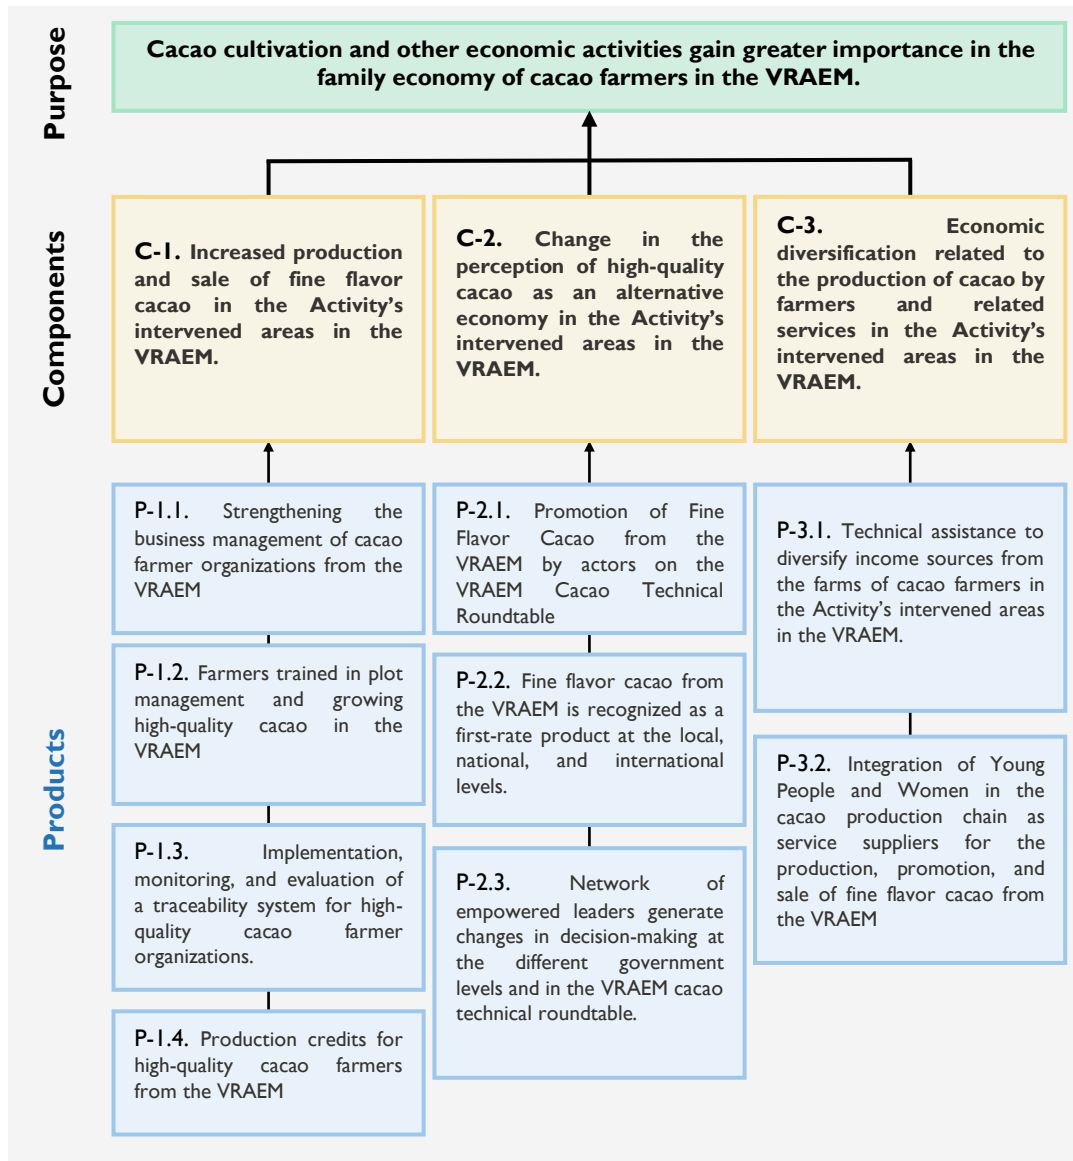 Purpose
Cacao cultivation and other economic activities gain greater importance in the
family economy of cacao farmers in the VRAEM.
Components
C-1. Increased production
and sale of fine flavor
cacao in the Activity's
intervened areas in the
VRAEM.
C-2. Change in the
perception of high-quality
cacao as an alternative
economy in the Activity's
intervened areas in the
VRAEM.
C-3. Economic
diversification related to
the production of cacao by
farmers and related
services in the Activity's
intervened areas in the
VRAEM.
Products
P-1.1. Strengthening the
business management of cacao
farmer organizations from the
VRAEM
P-1.2. Farmers trained in plot
management and growing
high-quality cacao in the
VRAEM
P-1.3. Implementation,
monitoring, and evaluation of
a traceability system for high-
quality cacao farmer
organizations.
P-1.4. Production credits for
high-quality cacao farmers
from the VRAEM
P-2.1. Promotion of Fine
Flavor Cacao from the
VRAEM by actors on the
VRAEM Cacao Technical
Roundtable
P-2.2. Fine flavor cacao from
the VRAEM is recognized as a
first-rate product at the local,
national, and international
levels.
P-2.3. Network of
empowered leaders generate
changes in decision-making at
the different government
levels and in the VRAEM cacao
technical roundtable.
P-3.1. Technical assistance to
diversify income sources from
the farms of cacao farmers in
the Activity's intervened areas
in the VRAEM.
P-3.2. Integration of Young
People and Women in the
cacao production chain as
service suppliers for the
production, promotion, and
sale of fine flavor cacao from
the VRAEM